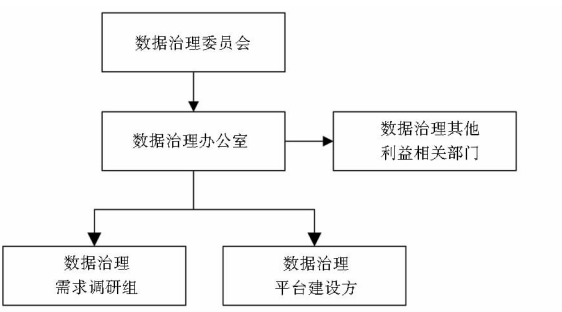 数据治理委员会
数据治理办公室
数据治理其他
利益相关部门
数据治理
需求调研组
数据治理
平台建设方